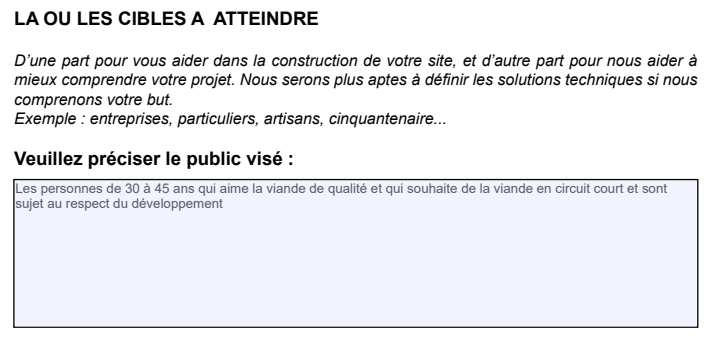 LA OU LES CIBLES A ATTEINDRE
D'une part pour vous aider dans la construction de votre site, et d'autre part pour nous aider à
mieux comprendre votre projet. Nous serons plus aptes à définir les solutions techniques si nous
comprenons votre but.
Exemple : entreprises, particuliers, artisans, cinquantenaire...
Veuillez préciser le public visé :
Les personnes de 30 à 45 ans qui aime la viande de qualité et qui souhaite de la viande en circuit court et sont
sujet au respect du développement